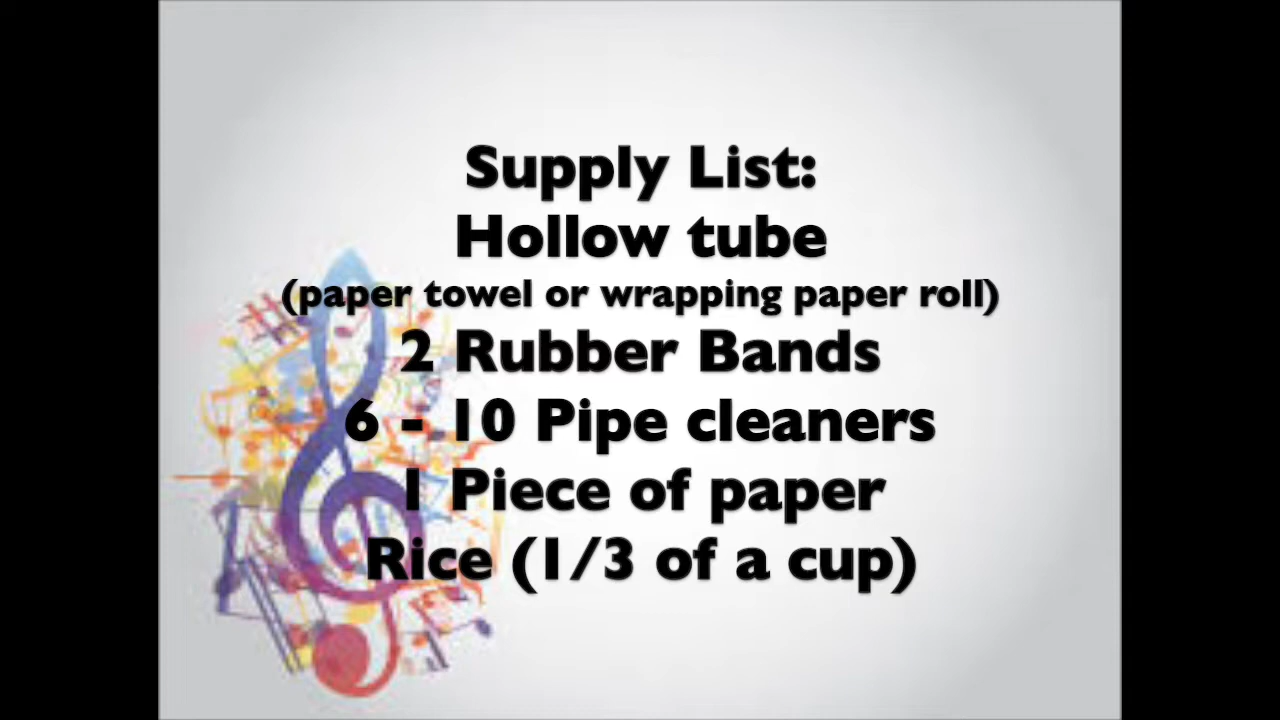 Supply List:
Hollow tube
(paper towel or wrapping paper roll)
2 Rubber Bands
6 - 10 Pipe cleaners
1 Piece of paper
Rice (1/3 of a cup)